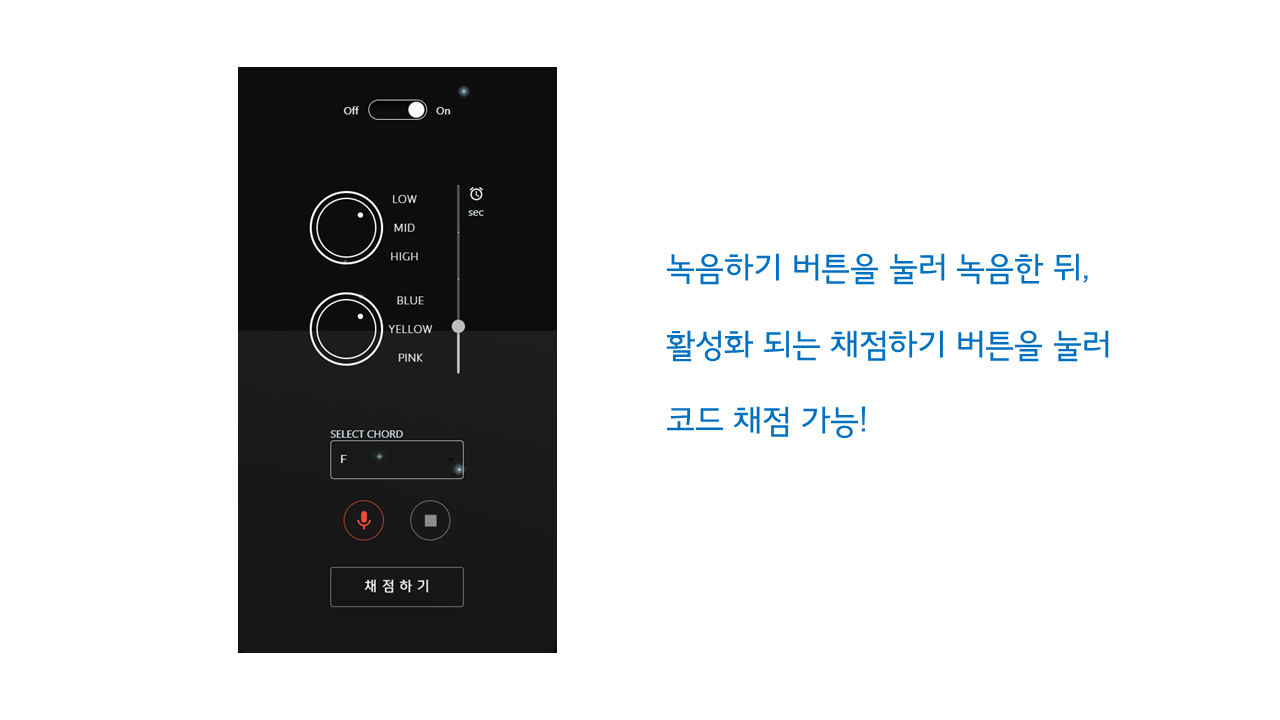 Off On
LOW
sec
MID
HIGH
BLUE
YELLOW
PINK
SELECT CHORD
F
채점하기
녹음하기 버튼을 눌러 녹음한 뒤,
활성화 되는 채점하기 버튼을 눌러
코드 채점 가능!